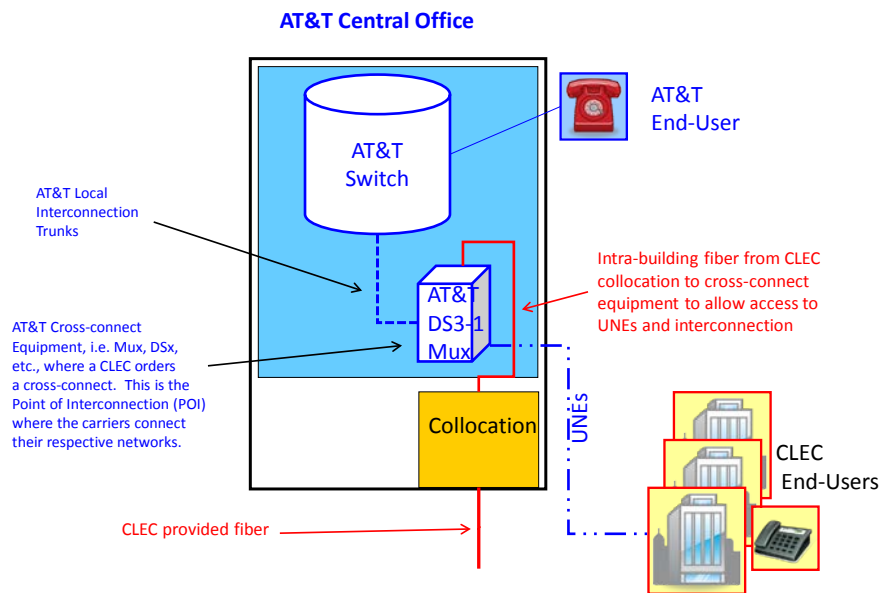 AT&T Central Office
AT&T
Switch
AT&T
End-User
AT&T Local
Interconnection
Trunks
AT&T
DS3-1
Mux
Intra-building fiber from CLEC
collocation to cross-connect
equipment to allow access to
UNEs and interconnection
AT&T Cross-connect
Equipment, i.e. Mux, DSx,
etc., where a CLEC orders
a cross-connect.  This is the
Point of Interconnection (POI)
where the carriers connect
their respective networks.
Collocation
UNEs
CLEC
End-Users
CLEC provided fiber